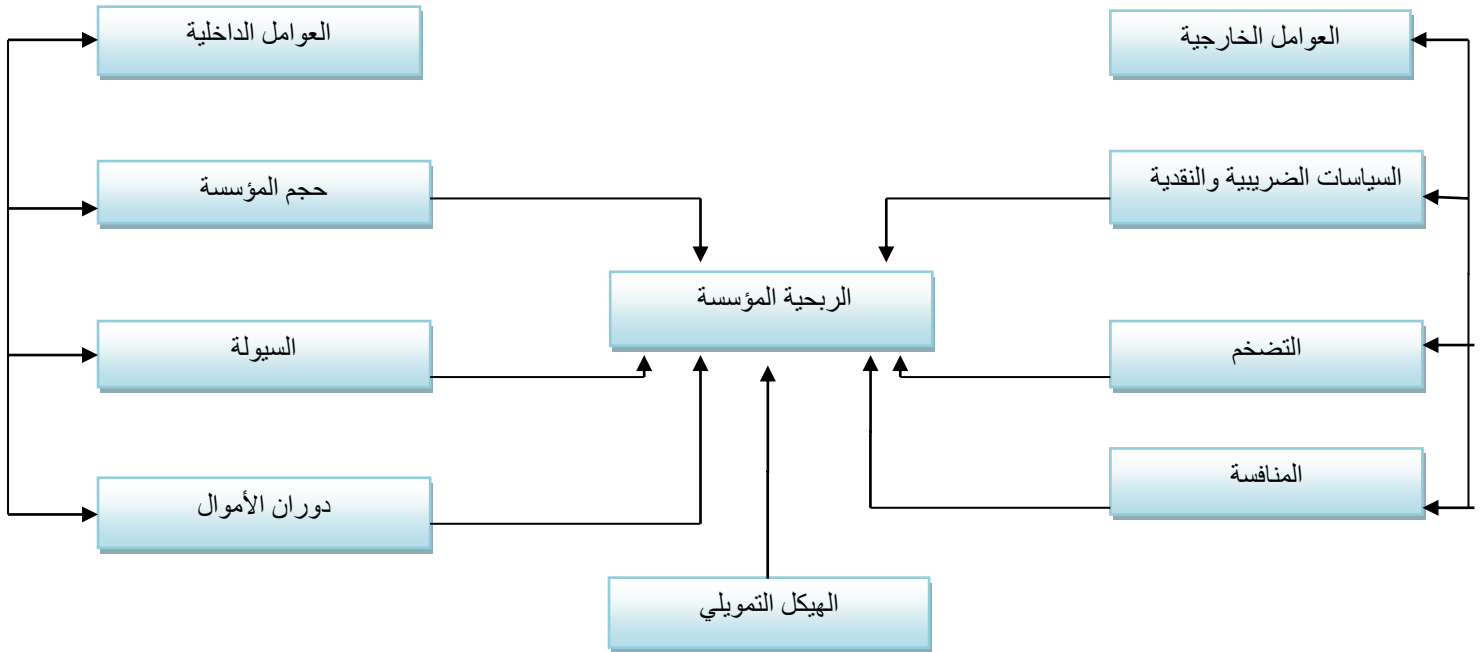 العوامل الخارجية
العوامل الداخلية
السياسات الضريبية والنقدية
حجم المؤسسة
الربحية المؤسسة
التضخم
السيولة
المنافسة
دوران الأموال
الهيكل التمويلي